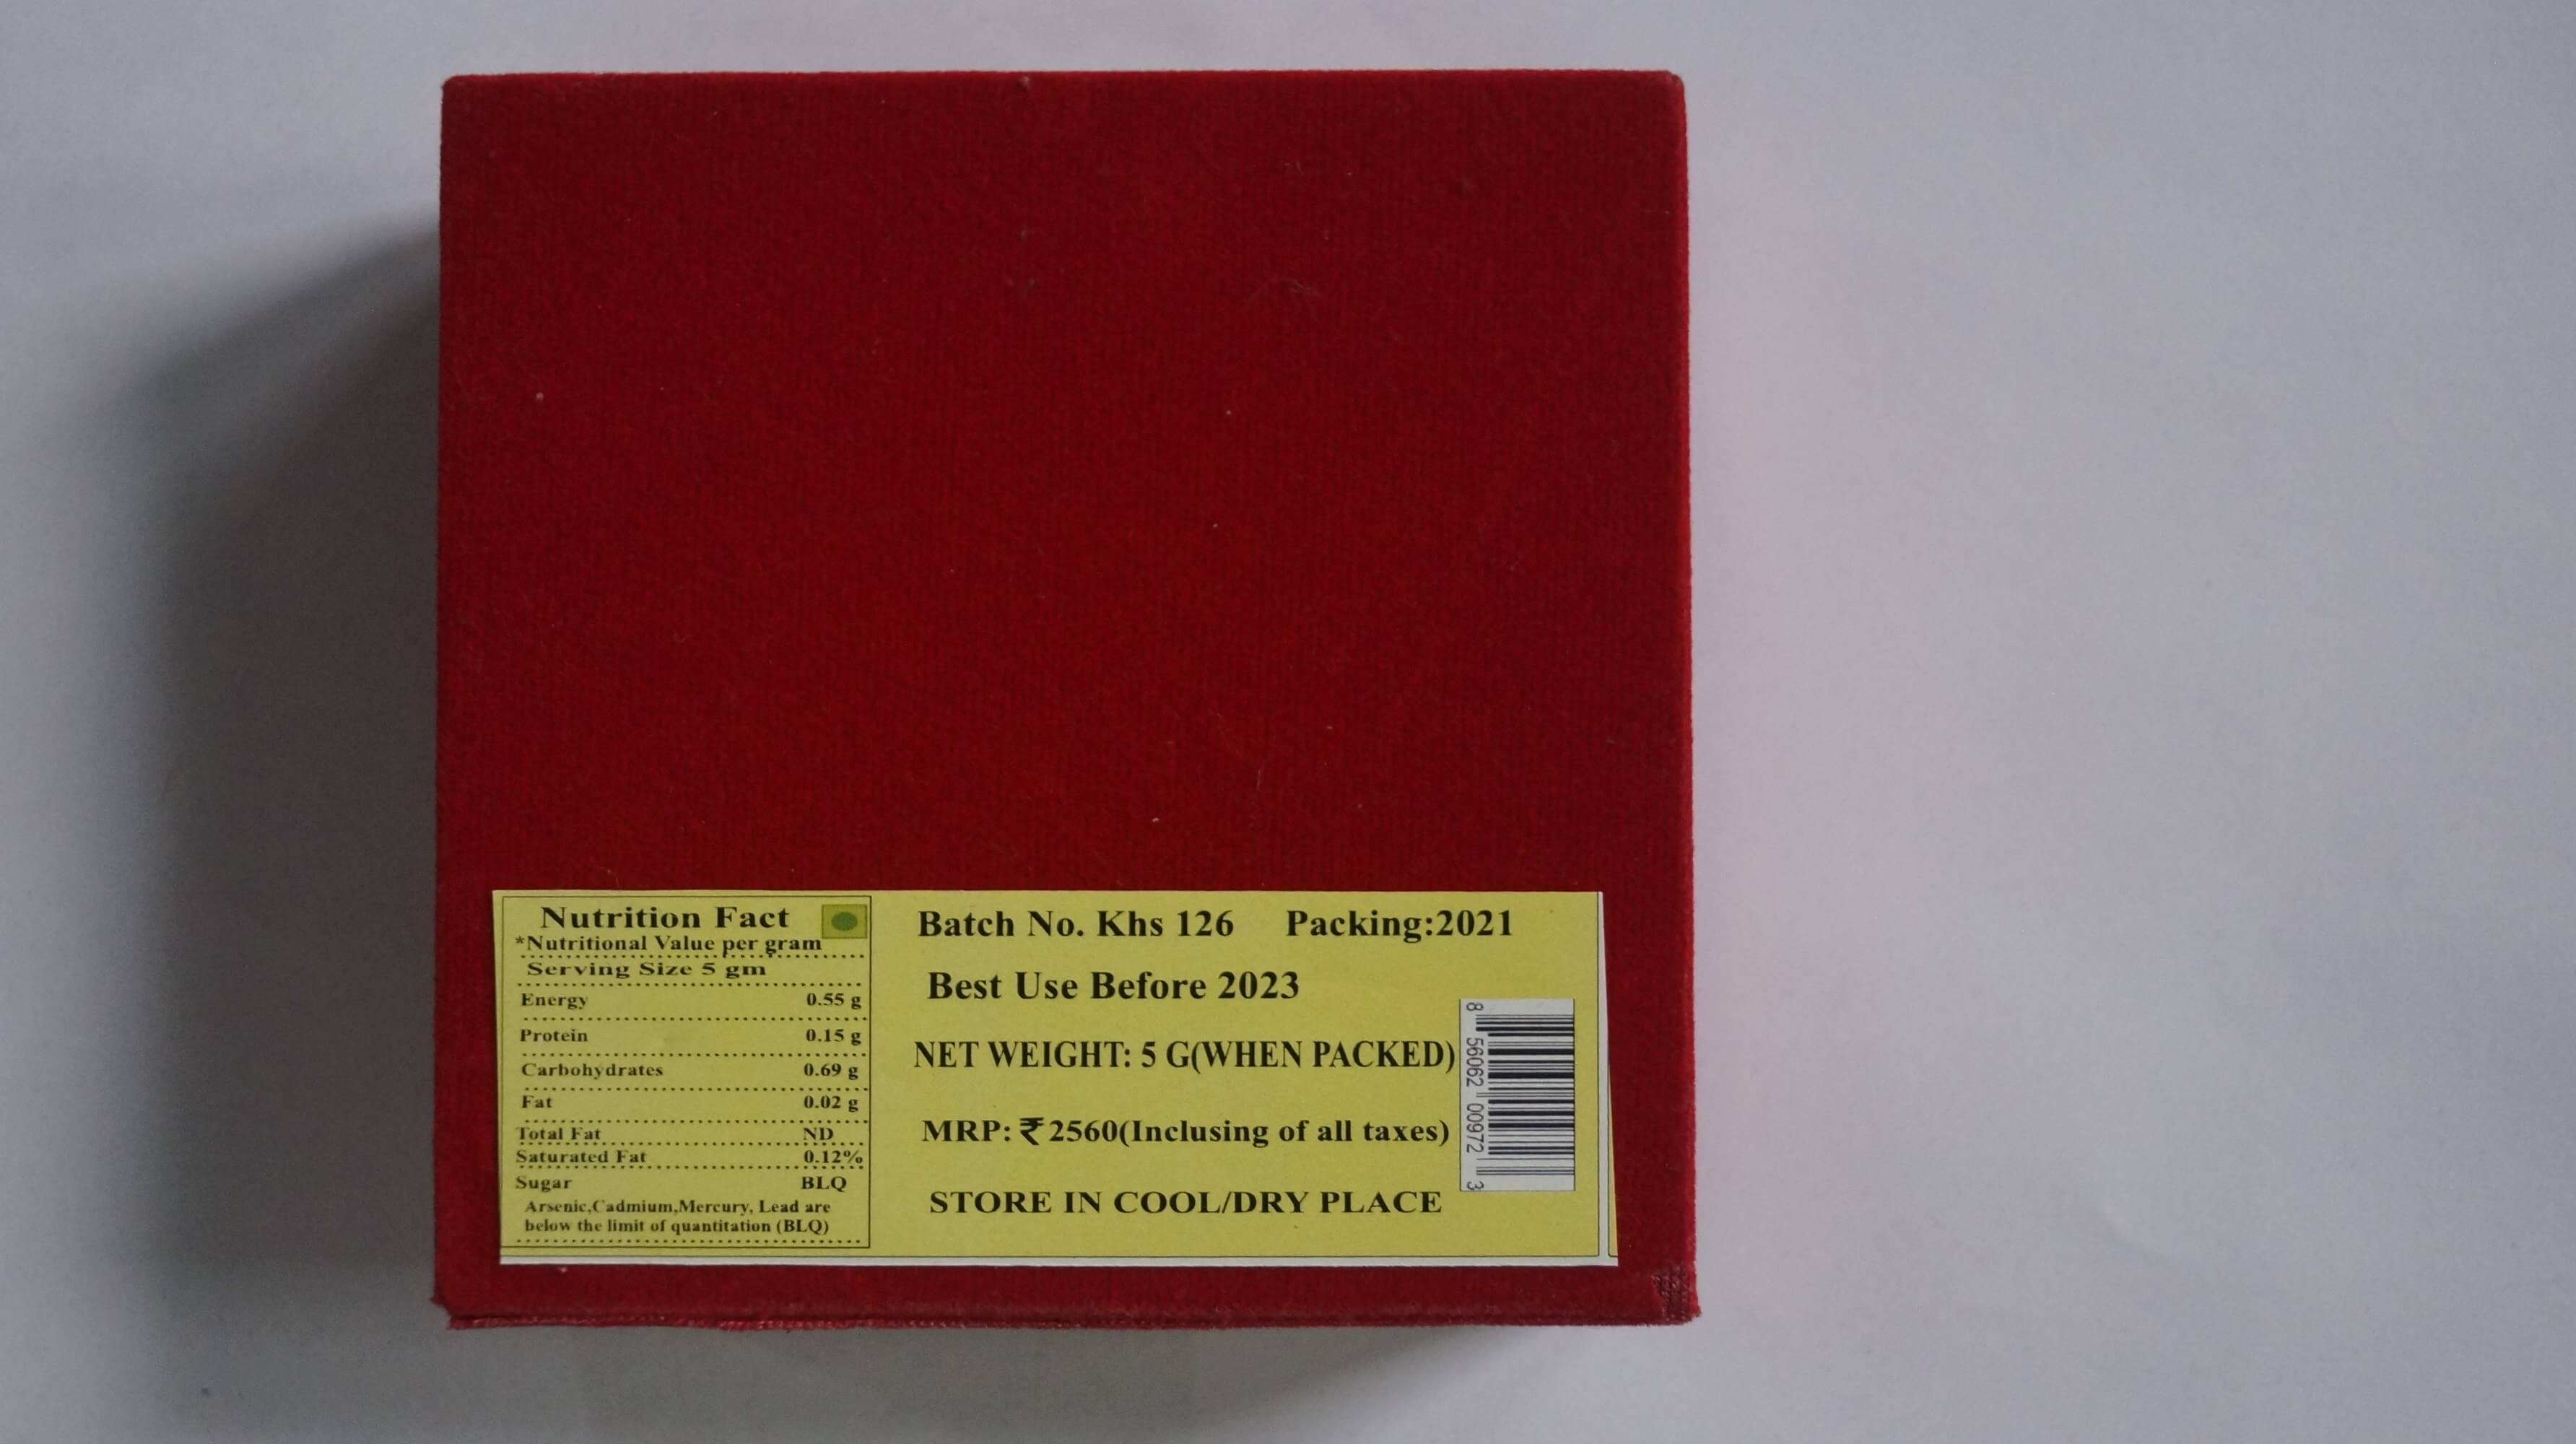 Nutrition Fact
*Nutritional Value per gram
Serving Size 5 gm
Energy 0.55 g
Protein 0.15 g
Carbohydrates 0.69 g
Fat 0.02 g
Total Fat ND
Saturated Fat 0.12%
Sugar BLQ
Arsenic,Cadmium,Mercury, Lead are
below the limit of quantitation (BLQ)
Batch No. Khs 126 Packing:2021
Best Use Before 2023
NET WEIGHT: 5 G(WHEN PACKED)
MRP: ₹ 2560(Inclusing of all taxes)
STORE IN COOL/DRY PLACE
8 56062 00972 3